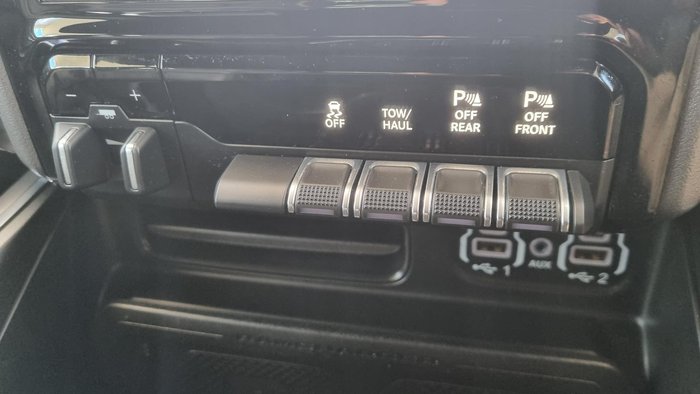 - +
OFF
TOW/
HAUL
P
OFF
REAR
P
OFF
FRONT
1
AUX
2